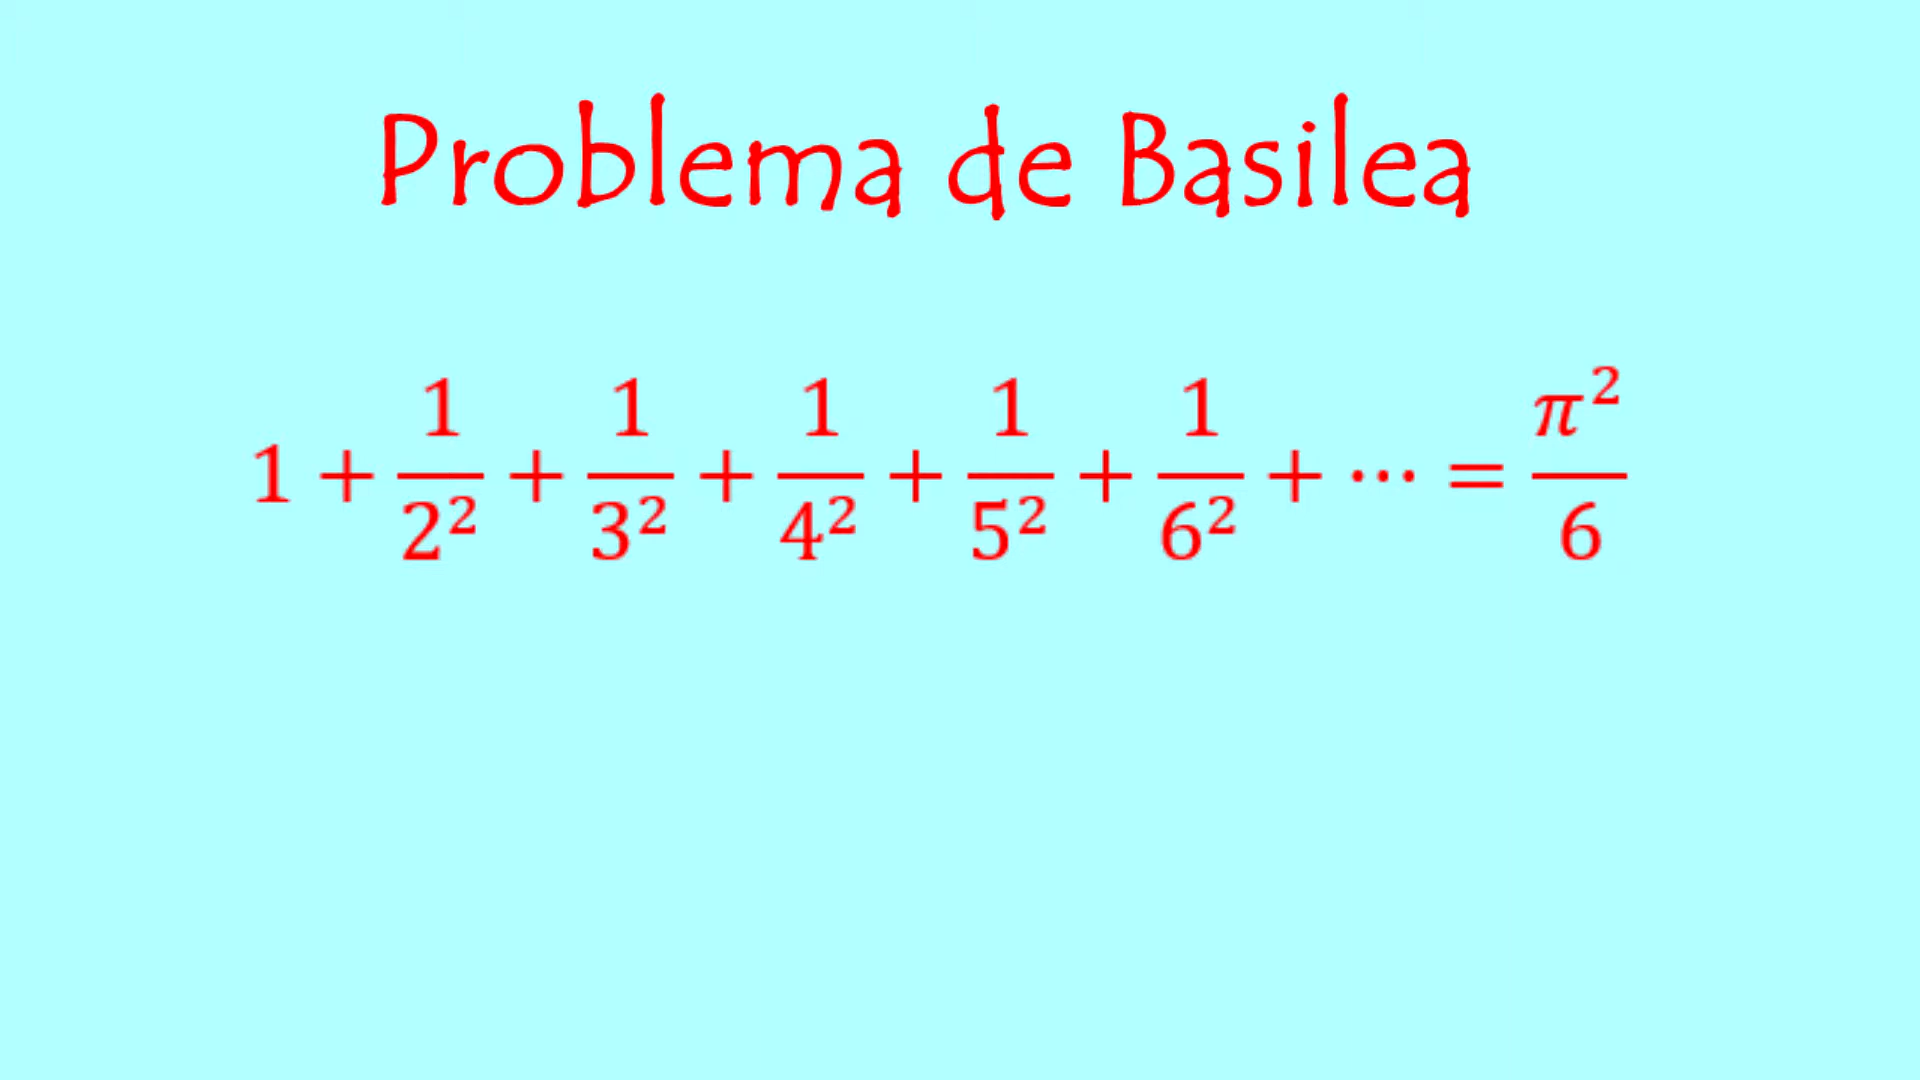 Problema de Basilea
1 + 1/2² + 1/3² + 1/4² + 1/5² + 1/6² + ⋯ = π²/6